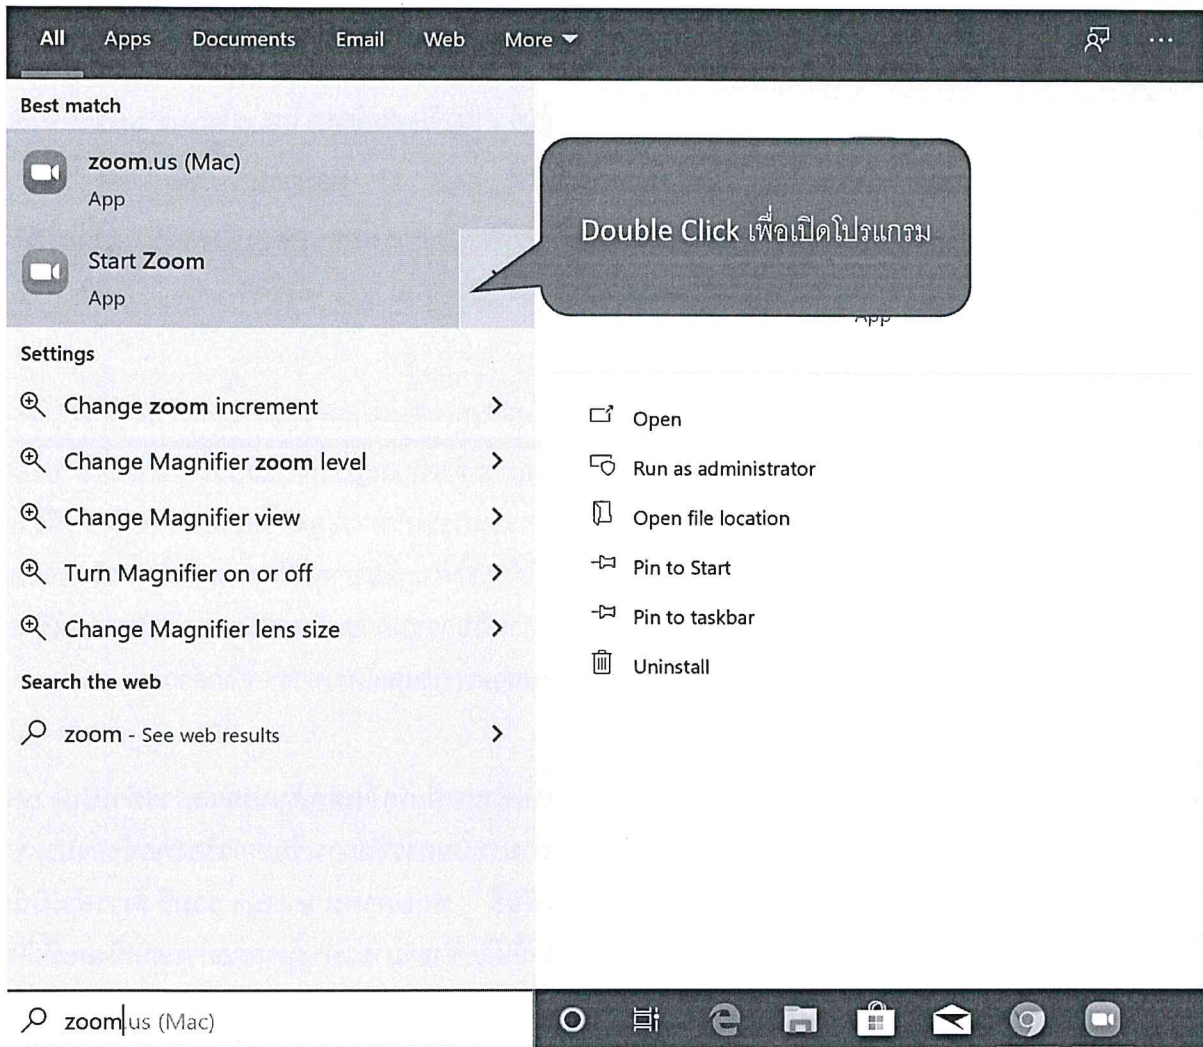 All Apps Documents Email Web More
Best match
zoom.us (Mac)
App
Start Zoom
App
Double Click เพื่อเปิดโปรแกรม
App
Settings
Change zoom increment
Change Magnifier zoom level
Change Magnifier view
Turn Magnifier on or off
Change Magnifier lens size
Search the web
zoom - See web results
Open
Run as administrator
Open file location
Pin to Start
Pin to taskbar
Uninstall
zoom.us (Mac)